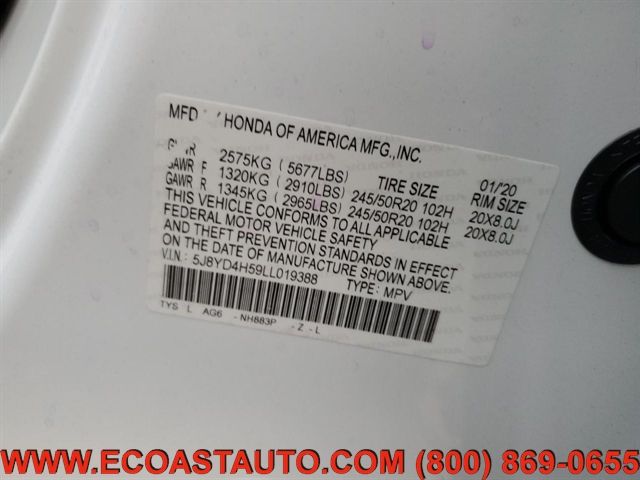 MFD HONDA OF AMERICA MFG.,INC.
2575KG ( 5677LBS) TIRE SIZE 01/'20 RIM SIZE
GAWR F 1320KG ( 2910LBS) 245/50R20 102H 20X8.0J
GAWR R 1345KG ( 2965LBS) 245/50R20 102H 20X8.0J
THIS VEHICLE CONFORMS TO ALL APPLICABLE
FEDERAL MOTOR VEHICLE SAFETY
AND THEFT PREVENTION STANDARDS IN EFFECT
ON THE DATE OF MANUFACTURE SHOWN ABOVE.
V.I.N.: 5J8YD4H59LL019388 TYPE: MPV
TYS L AG6 -NH883P -Z-L
WWW.ECOASTAUTO.COM (800) 869-0655